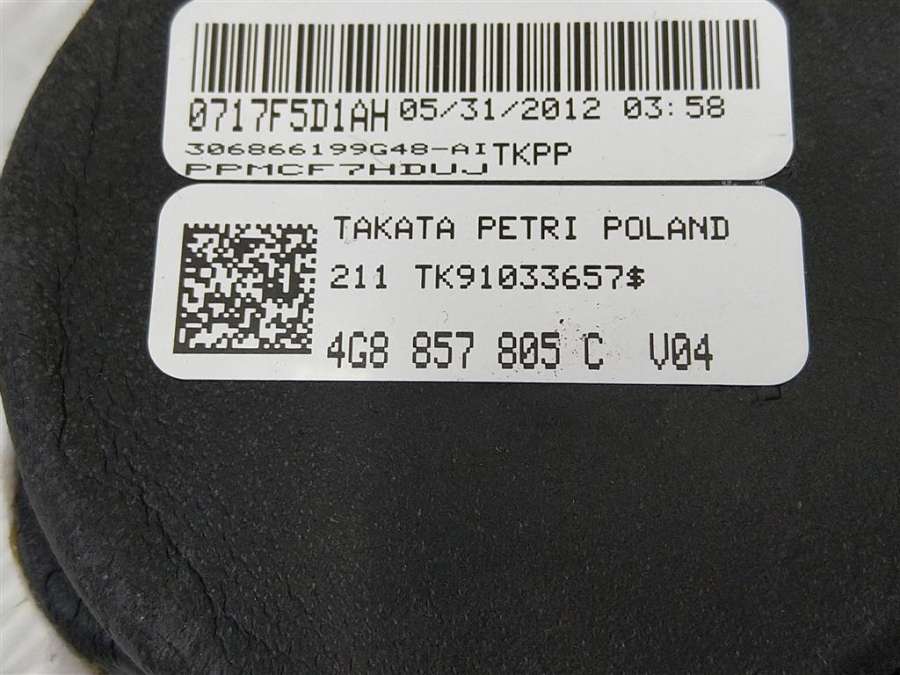 0717F5D1AH 05/31/2012 03:58
306866199G48-AI TKPP
PPMCF7HDUJ
TAKATA PETRI POLAND
211 TK91033657$
4G8 857 805 C V04